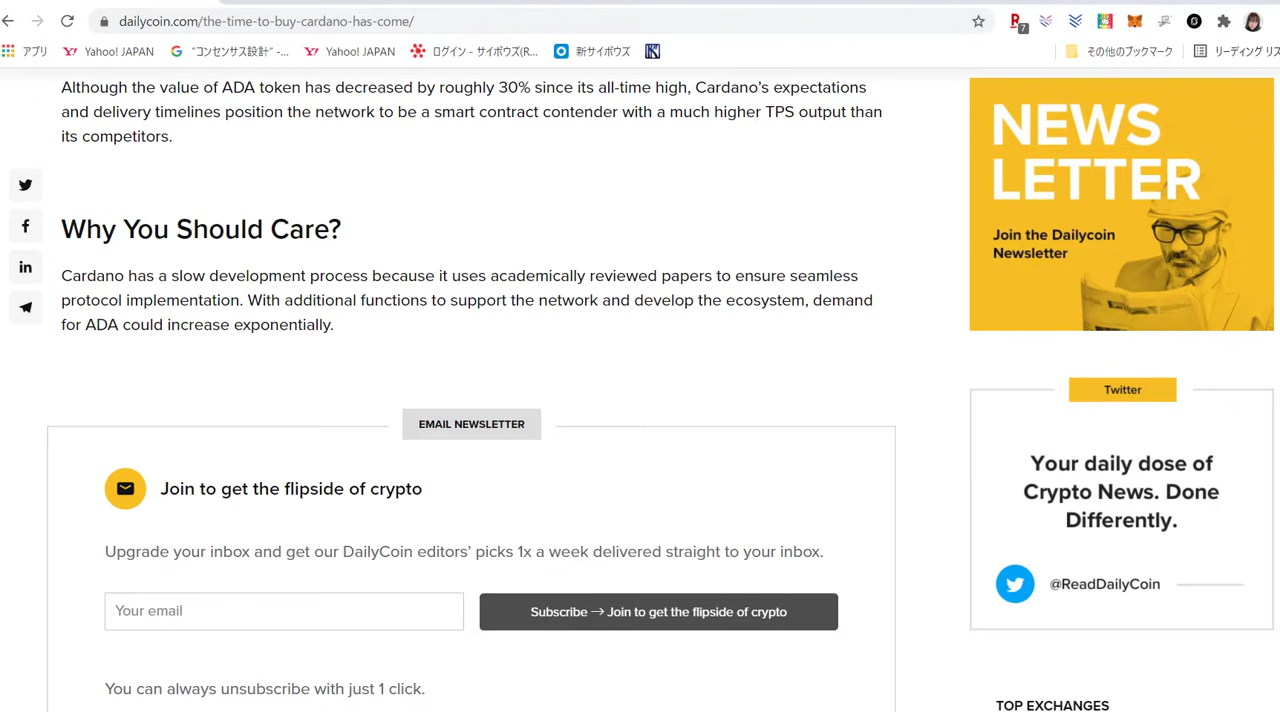 dailycoin.com/the-time-to-buy-cardano-has-come/
7
アプリ
Yahoo! JAPAN
"コンセンサス設計" -...
Yahoo! JAPAN
ログイン - サイボウズ(R...
新サイボウズ
その他のブックマーク
リーディング リス
Although the value of ADA token has decreased by roughly 30% since its all-time high, Cardano's expectations
and delivery timelines position the network to be a smart contract contender with a much higher TPS output than
its competitors.
Why You Should Care?
Cardano has a slow development process because it uses academically reviewed papers to ensure seamless
protocol implementation. With additional functions to support the network and develop the ecosystem, demand
for ADA could increase exponentially.
EMAIL NEWSLETTER
Join to get the flipside of crypto
Upgrade your inbox and get our DailyCoin editors' picks 1x a week delivered straight to your inbox.
Your email
Subscribe → Join to get the flipside of crypto
You can always unsubscribe with just 1 click.
NEWS
LETTER
Join the Dailycoin
Newsletter
Twitter
Your daily dose of
Crypto News. Done
Differently.
@ReadDailyCoin
TOP EXCHANGES